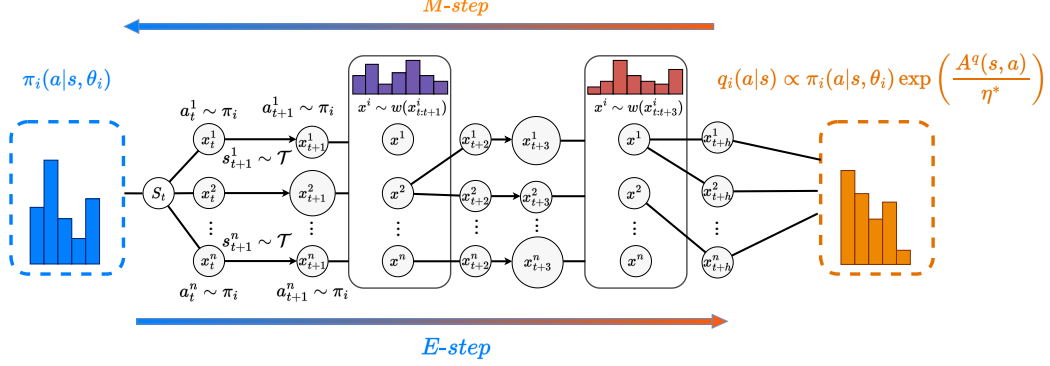 M-step
π_i(a|s, θ_i)
q_i(a|s) ∝ π_i(a|s, θ_i) exp(A^q(s, a)/η*)
a_t^1 ∼ π_i
a_{t+1}^1 ∼ π_i
x^i ∼ w(x_{t:t+1}^i)
x^i ∼ w(x_{t:t+3}^i)
x_t^1
x_{t+1}^1
x^1
x_{t+2}^1
x_{t+3}^1
x^1
x_{t+h}^1
s_{t+1}^1 ∼ 𝒯
S_t
x_t^2
x_{t+1}^2
x^2
x_{t+2}^2
x_{t+3}^2
x^2
x_{t+h}^2
s_{t+1}^n ∼ 𝒯
x_t^n
x_{t+1}^n
x^n
x_{t+2}^n
x_{t+3}^n
x^n
x_{t+h}^n
a_t^n ∼ π_i
a_{t+1}^n ∼ π_i
E-step